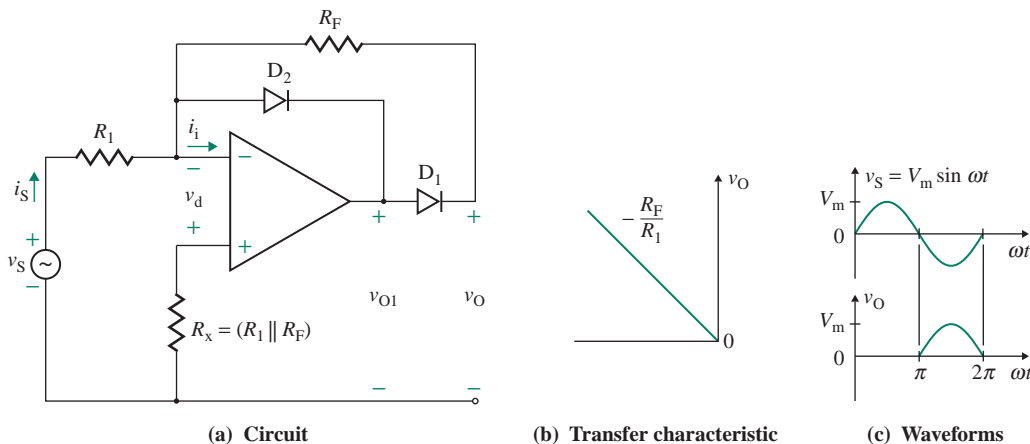 R_F
D_2
R_1
i_i
−
−
D_1
i_S
v_d
+
+
+
+
+
v_S
~
−
v_O1
v_O
R_x = (R_1 || R_F)
−
−
(a) Circuit
v_O
− R_F/R_1
0
(b) Transfer characteristic
v_S = V_m sin ωt
V_m
0
ωt
v_O
V_m
0
π
2π
ωt
(c) Waveforms